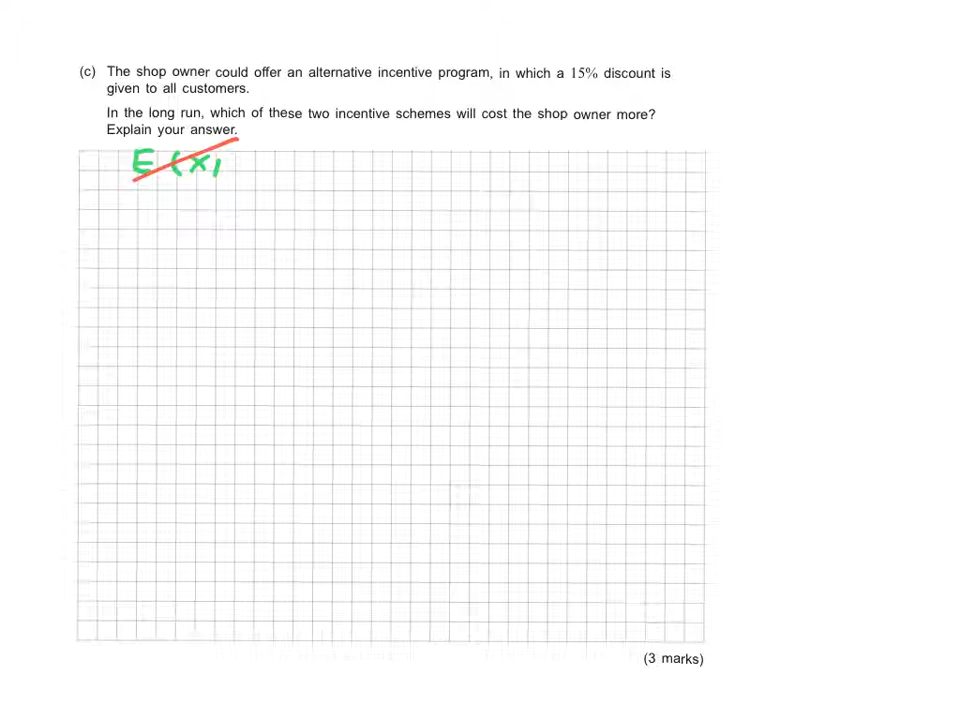 (c) The shop owner could offer an alternative incentive program, in which a 15% discount is
given to all customers.
In the long run, which of these two incentive schemes will cost the shop owner more?
Explain your answer.
E (X)
(3 marks)